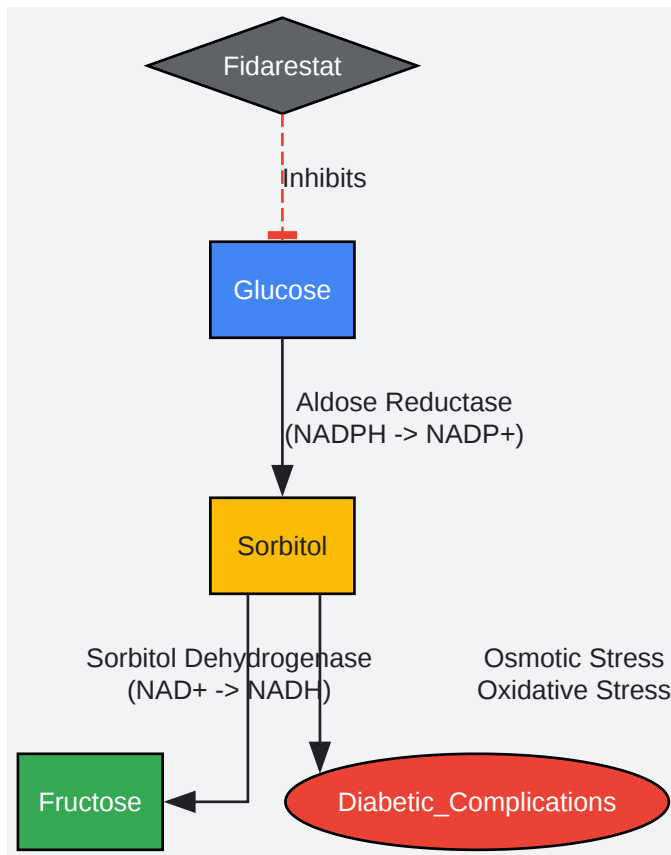 Fidarestat
Inhibits
Glucose
Aldose Reductase
(NADPH -> NADP+)
Sorbitol
Sorbitol Dehydrogenase
(NAD+ -> NADH)
Osmotic Stress
Oxidative Stress
Fructose
Diabetic_Complications